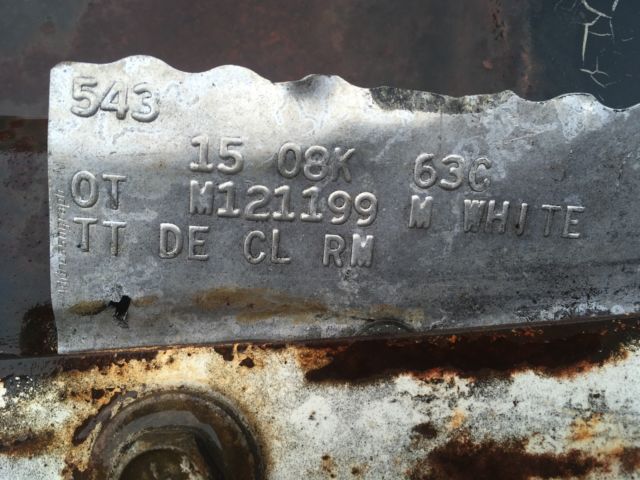 543
15 08K 63C
OT M121199 M WHITE
TT DE CL RM